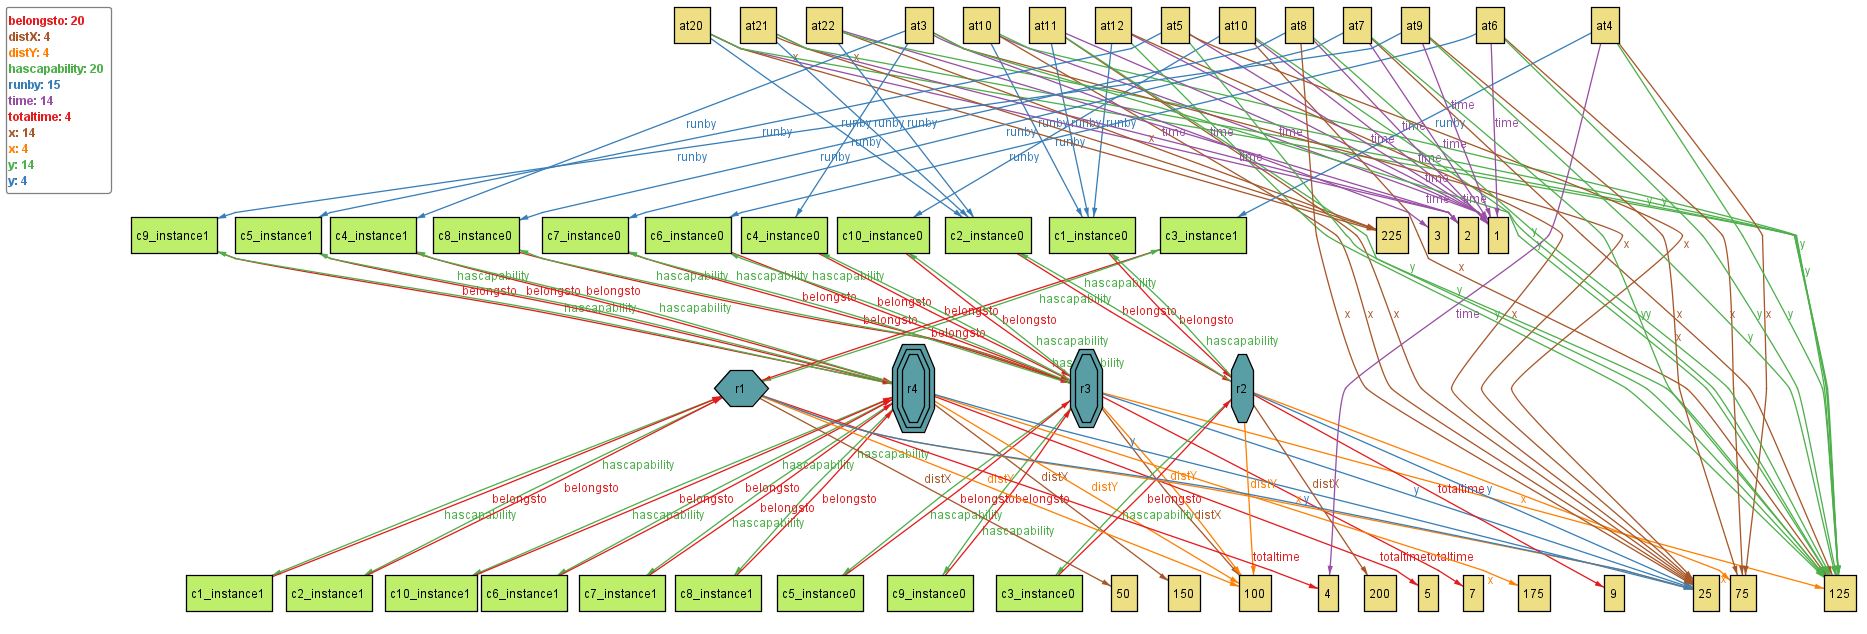 belongsto: 20
distX: 4
distY: 4
hascapability: 20
runby: 15
time: 14
totaltime: 4
x: 14
x: 4
y: 14
y: 4
at20 at21 at22 at3 at10 at11 at12 at5 at10 at8 at7 at9 at6 at4
x x
time
runby runby runby runby runby time runby runby runby runby time
runby time time time time
runby runby runby x time time
runby runby runby time time
time
time time
y y
c9_instance1 c5_instance1 c4_instance1 c8_instance0 c7_instance0 c6_instance0 c4_instance0 c10_instance0 c2_instance0 c1_instance0 c3_instance1 225 3 2 1
y y y
y x y
hascapability hascapability hascapability hascapability hascapability
belongsto belongsto belongsto belongsto belongsto hascapability y
hascapability hascapability belongsto belongsto
belongsto belongsto belongsto belongsto x x x time y x yy x x x y
belongsto hascapability hascapability x y
hascapability
r1 r4 r3 r2
y
hascapability hascapability hascapability
distX distX distY distX
belongsto belongsto distY distY totaltime y
belongsto belongsto belongsto belongsto belongsto belongsto x y x
hascapability hascapability belongsto hascapability hascapability distX
hascapability hascapability
totaltime totaltime totaltime
x x
c1_instance1 c2_instance1 c10_instance1 c6_instance1 c7_instance1 c8_instance1 c5_instance0 c9_instance0 c3_instance0 50 150 100 4 200 5 7 175 9 25 75 125